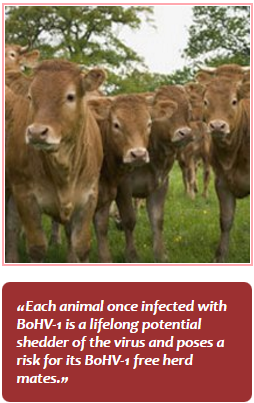 «Each animal once infected with
BoHV-1 is a lifelong potential
shedder of the virus and poses a
risk for its BoHV-1 free herd
mates.»